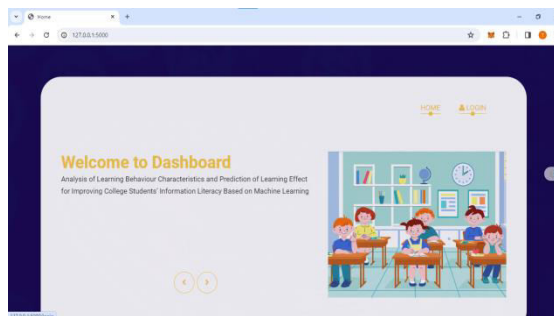 Home
127.0.0.1:5000
HOME
LOGIN
Welcome to Dashboard
Analysis of Learning Behaviour Characteristics and Prediction of Learning Effect
for Improving College Students' Information Literacy Based on Machine Learning